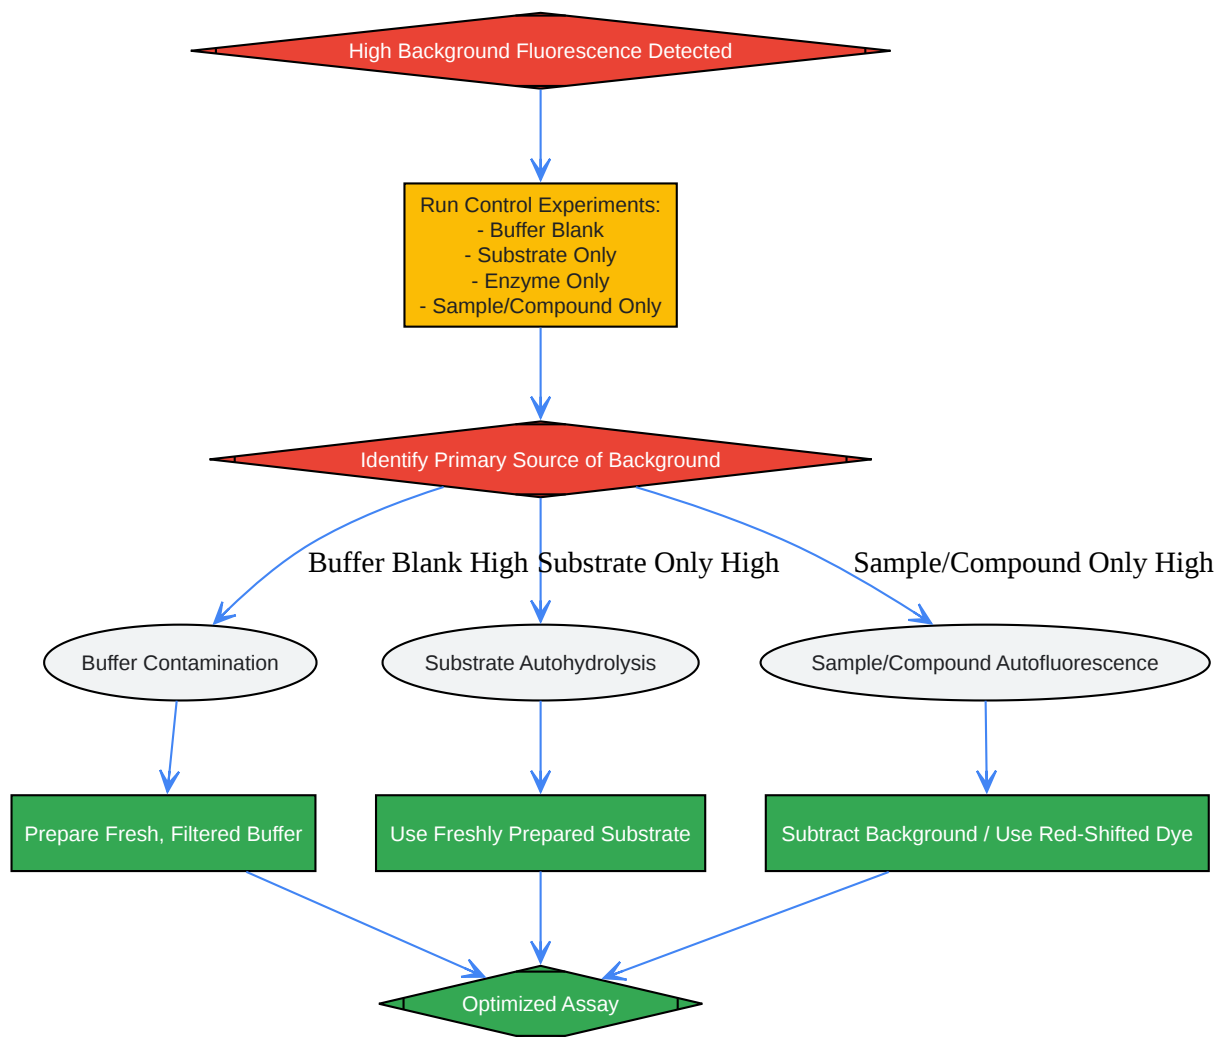 High Background Fluorescence Detected
Run Control Experiments:
- Buffer Blank
- Substrate Only
- Enzyme Only
- Sample/Compound Only
Identify Primary Source of Background
Buffer Blank High
Substrate Only High
Sample/Compound Only High
Buffer Contamination
Substrate Autohydrolysis
Sample/Compound Autofluorescence
Prepare Fresh, Filtered Buffer
Use Freshly Prepared Substrate
Subtract Background / Use Red-Shifted Dye
Optimized Assay